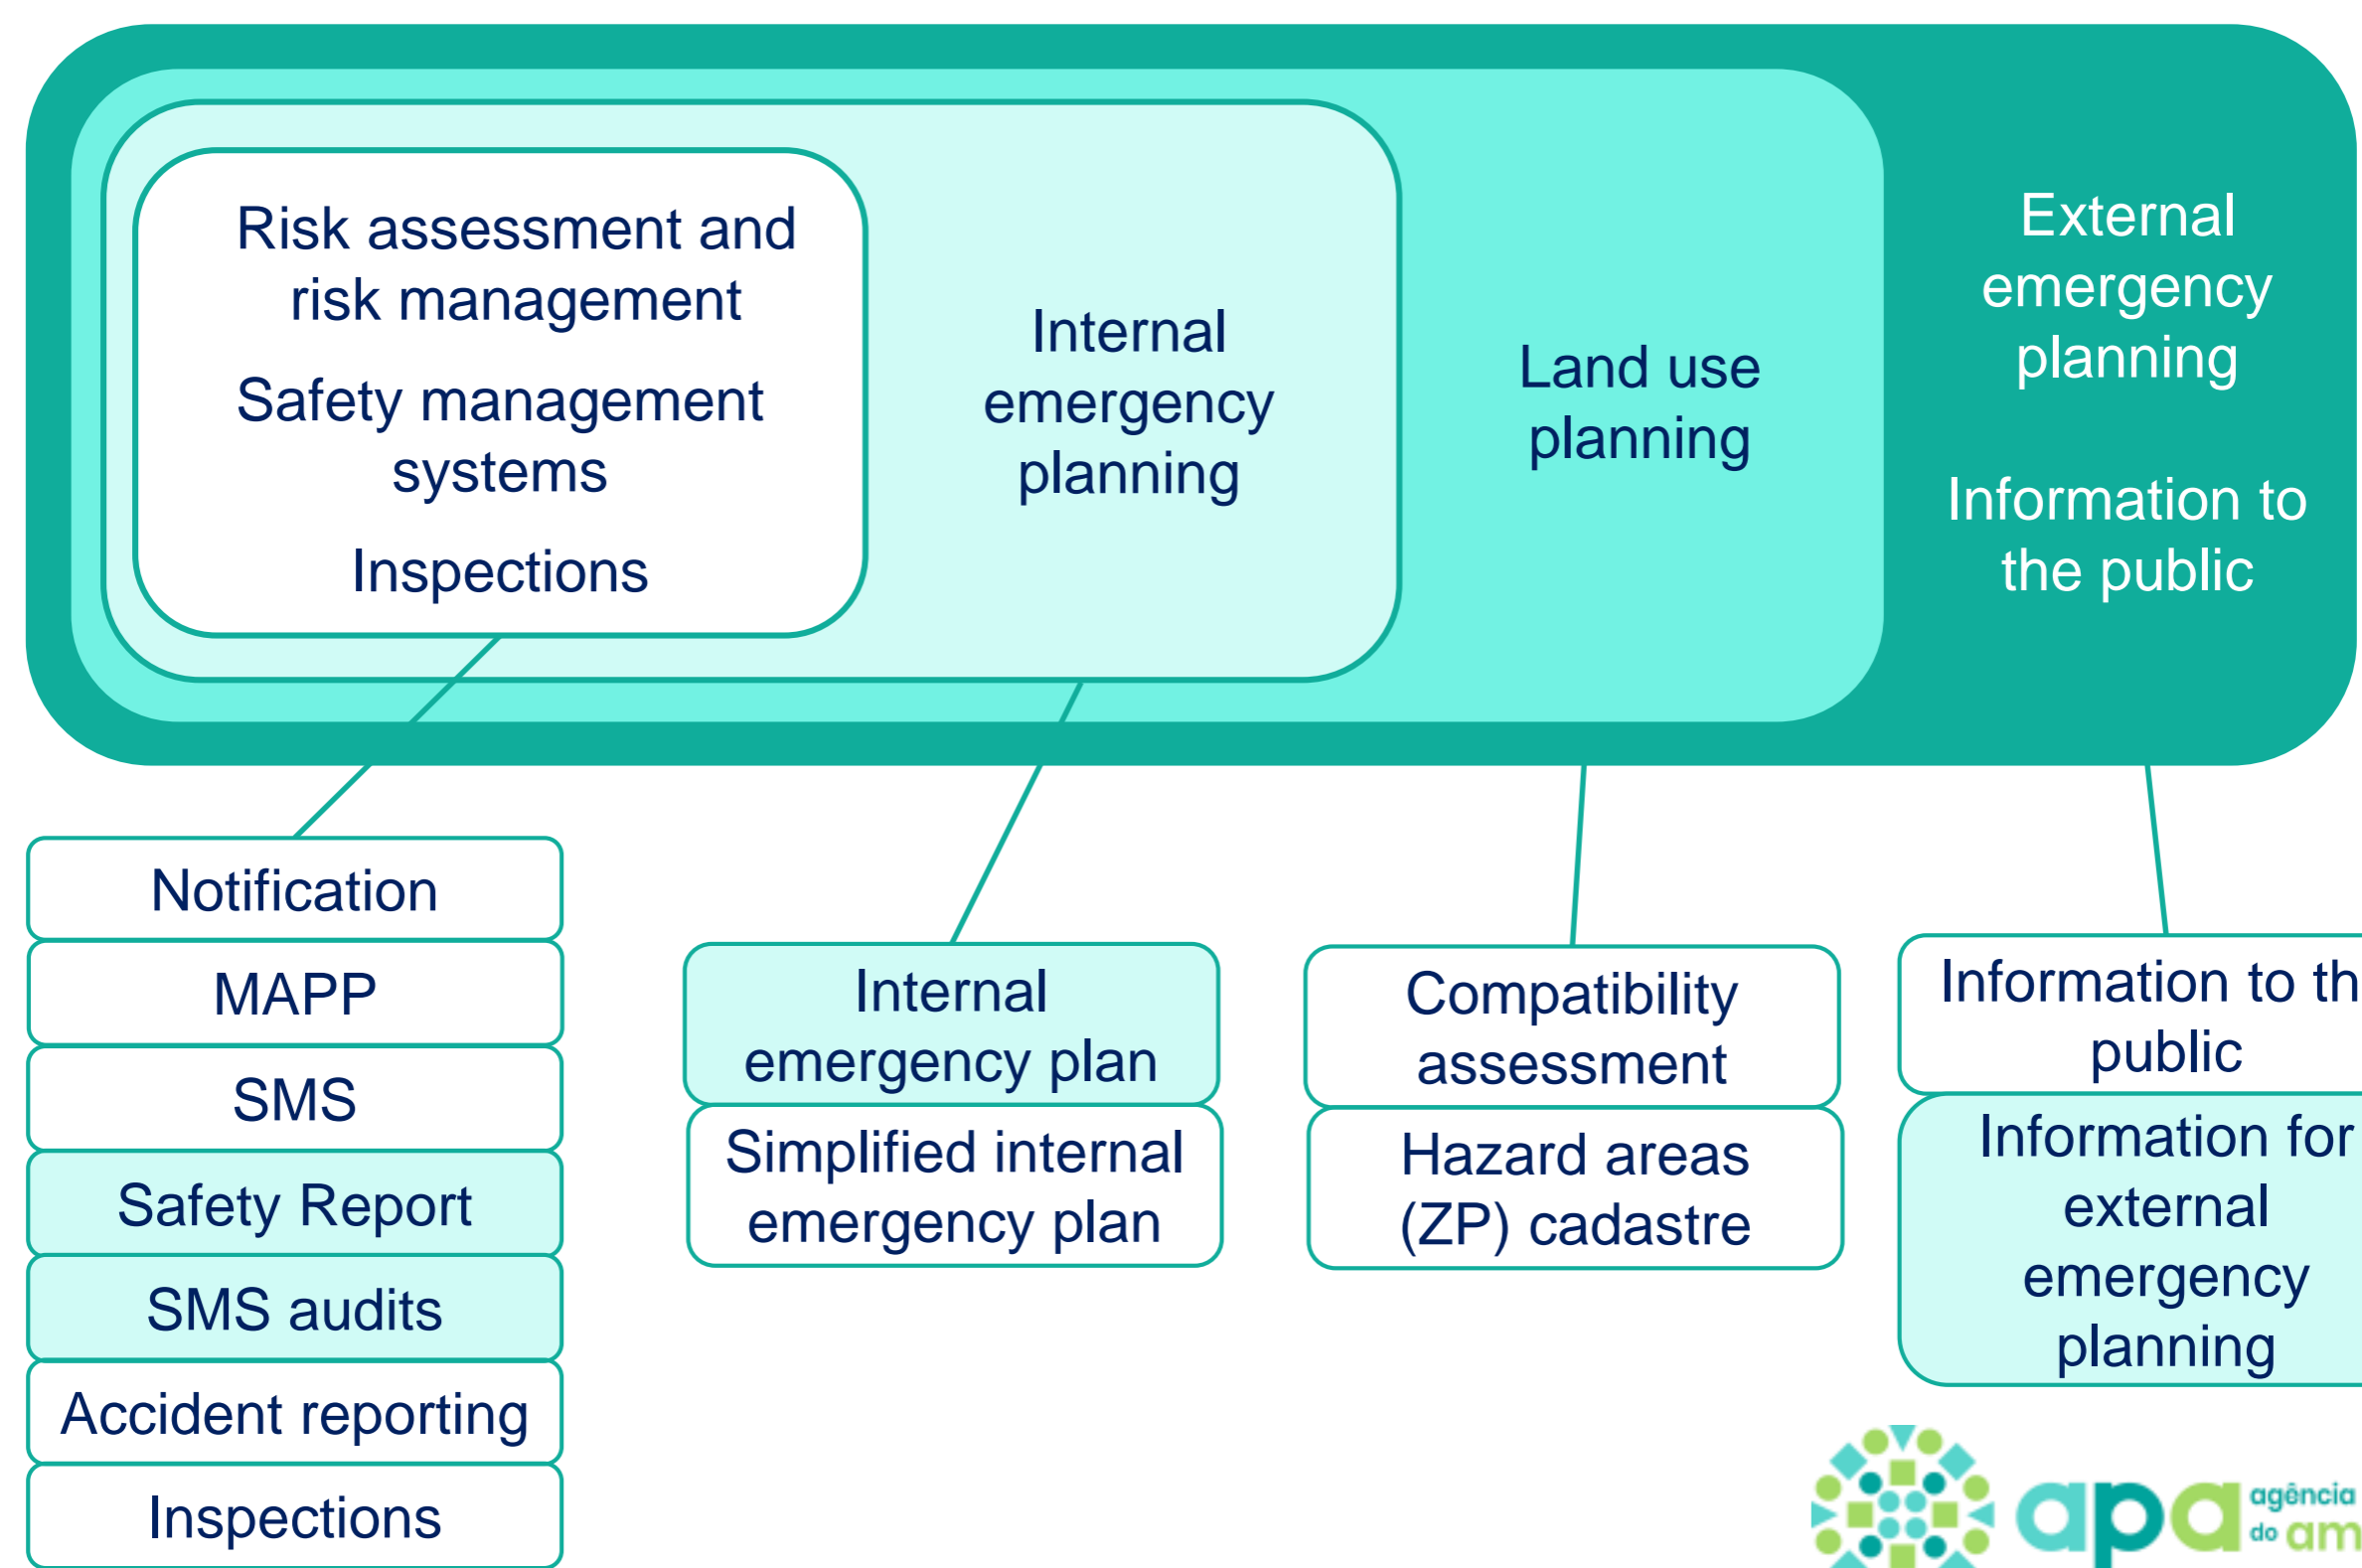 Risk assessment and
risk management
Safety management
systems
Inspections
Internal
emergency
planning
Land use
planning
External
emergency
planning
Information to
the public
Notification
MAPP
SMS
Safety Report
SMS audits
Accident reporting
Inspections
Internal
emergency plan
Simplified internal
emergency plan
Compatibility
assessment
Hazard areas
(ZP) cadastre
Information to th
public
Information for
external
emergency
planning
apa
agência
do am